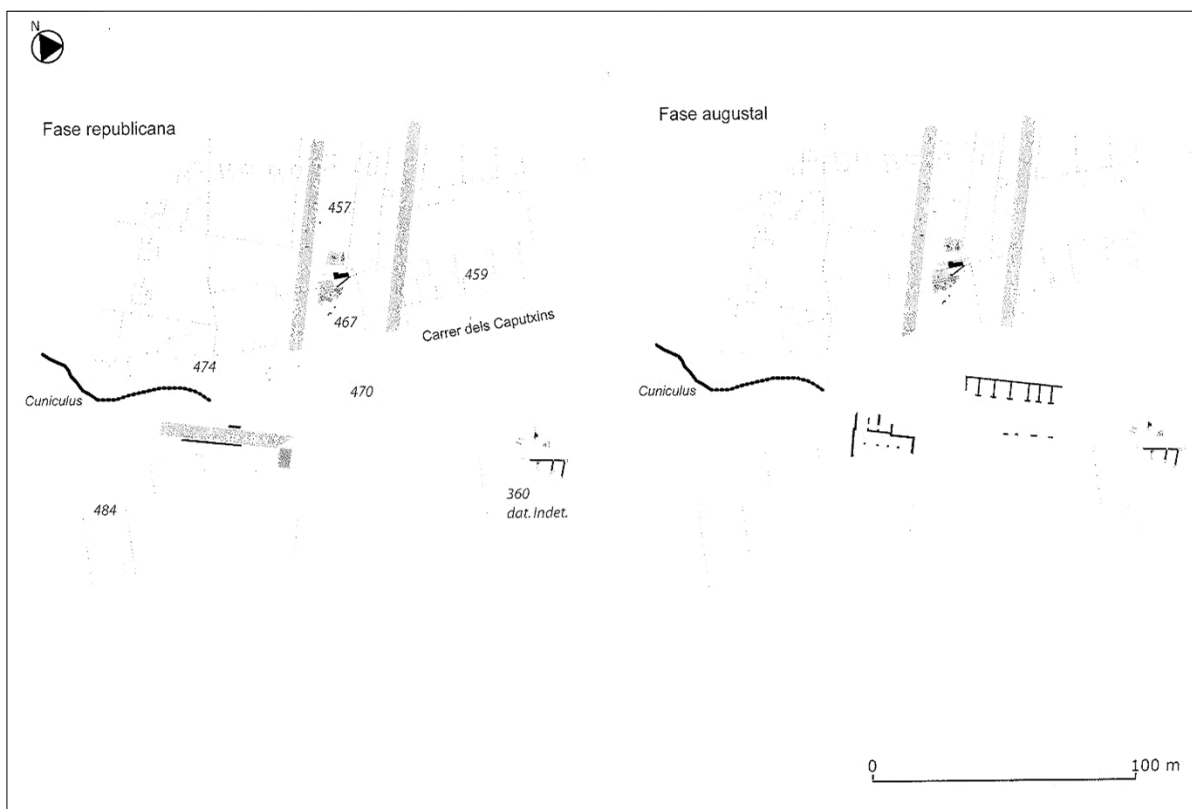 N
Fase republicana
457
459
467
Carrer dels Caputxins
474
470
Cuniculus
360
dat. Indet.
484
Fase augustal
Cuniculus
0 100 m